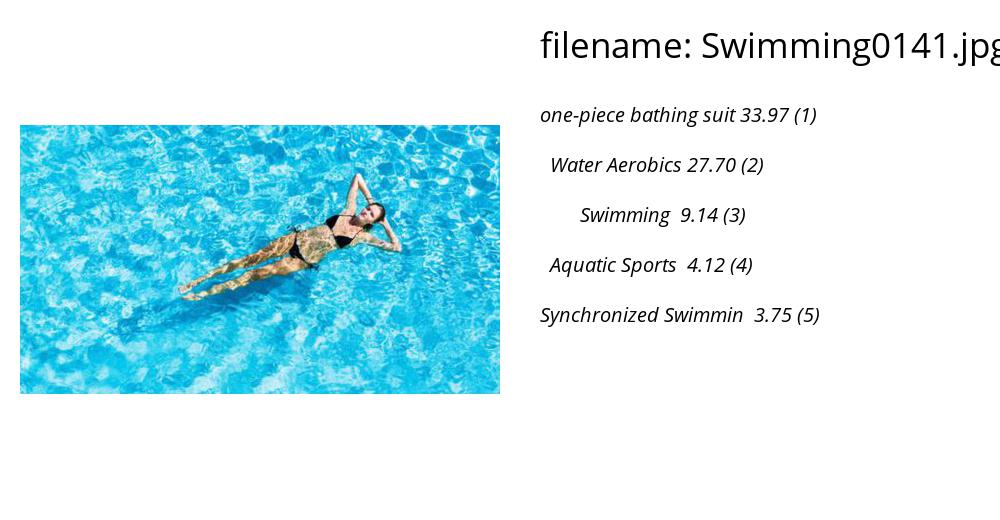 filename: Swimming0141.jpg
one-piece bathing suit 33.97 (1)
Water Aerobics 27.70 (2)
Swimming 9.14 (3)
Aquatic Sports 4.12 (4)
Synchronized Swimmin 3.75 (5)